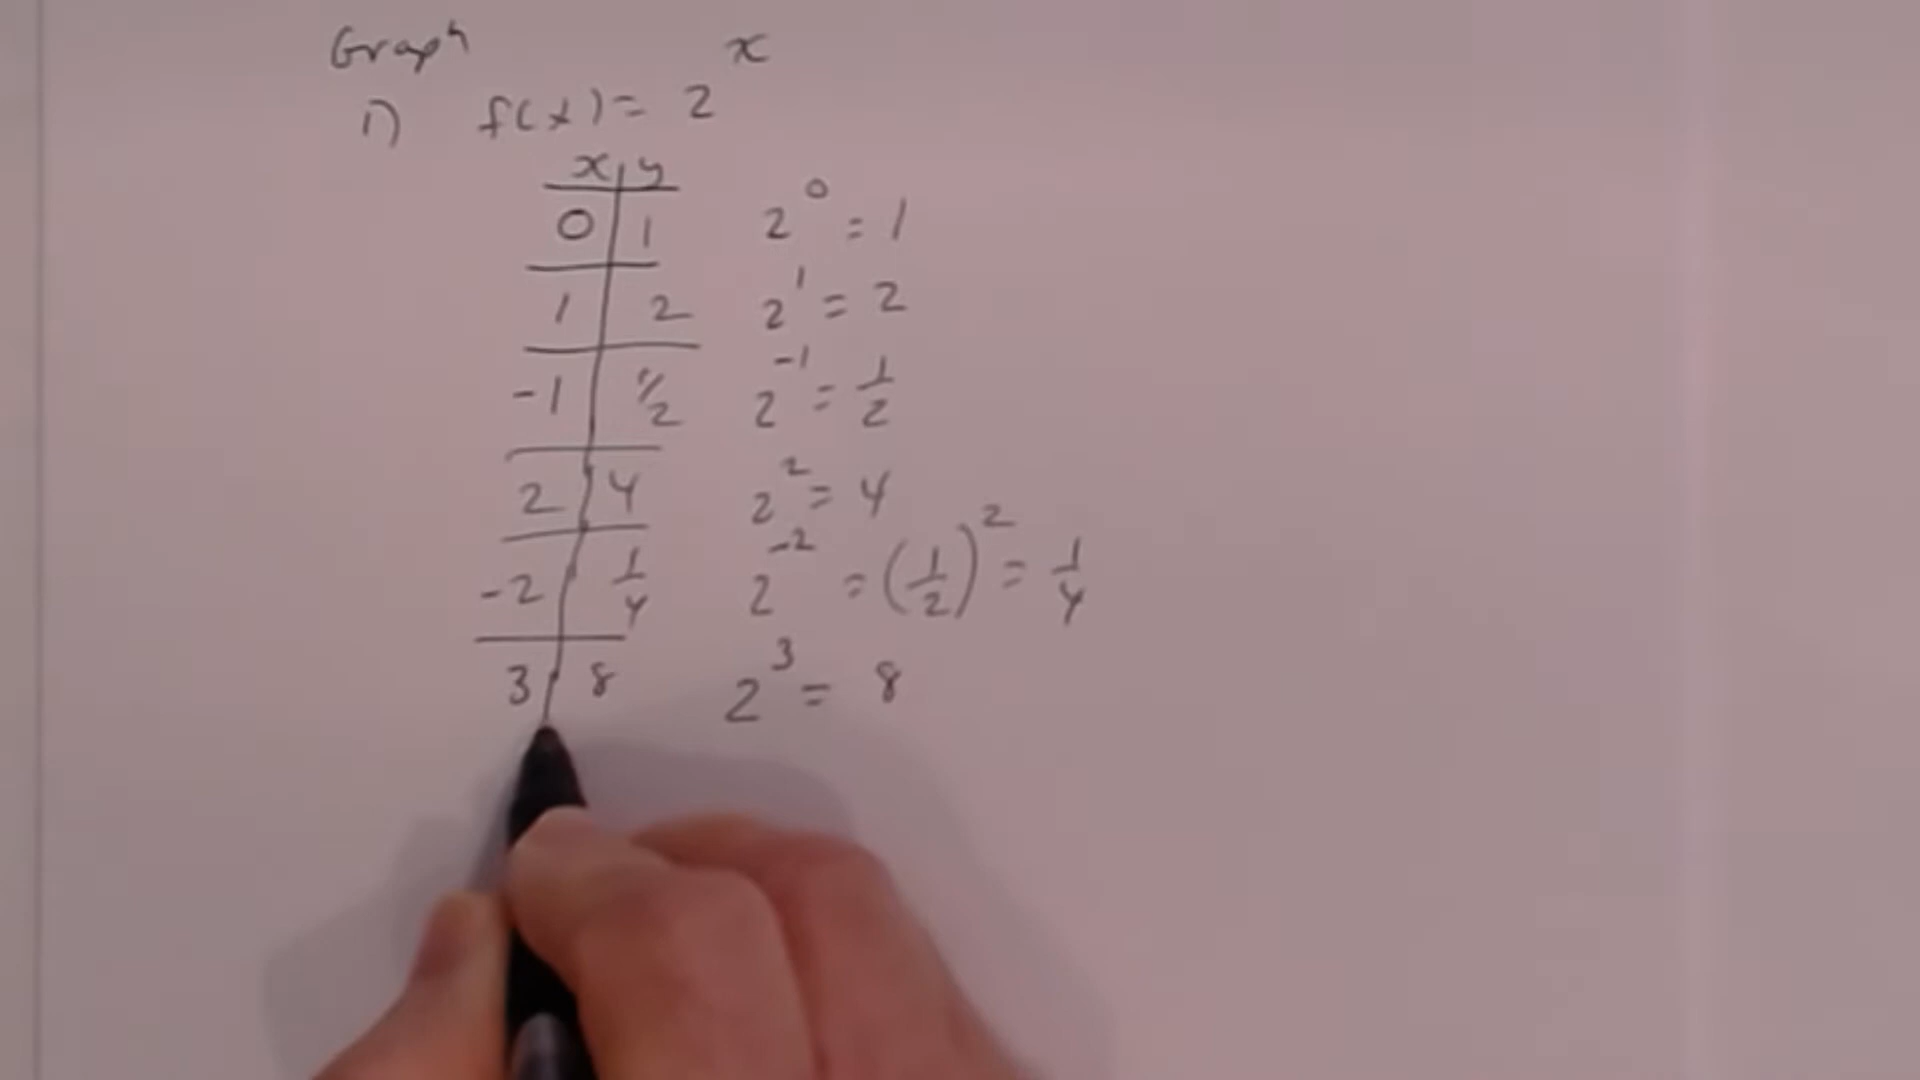 Graph
1) f(x) = 2^x
x y
0 1 2^0 = 1
1 2 2^1 = 2
-1 1/2 2^-1 = 1/2
2 4 2^2 = 4
-2 1/4 2^-2 = (1/2)^2 = 1/4
3 8 2^3 = 8